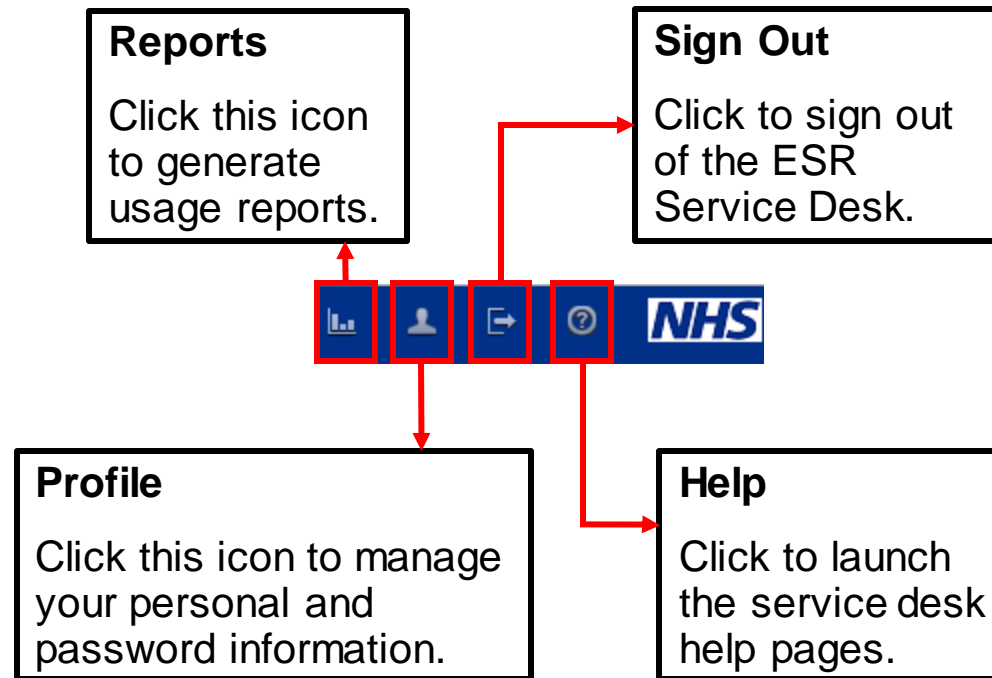 Reports
Click this icon
to generate
usage reports.
Sign Out
Click to sign out
of the ESR
Service Desk.
NHS
Profile
Click this icon to manage
your personal and
password information.
Help
Click to launch
the service desk
help pages.